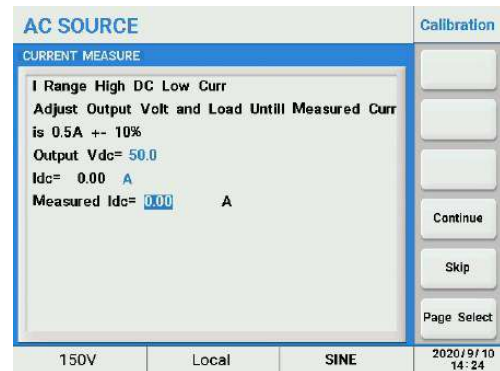 AC SOURCE
Calibration
CURRENT MEASURE
I Range High DC Low Curr
Adjust Output Volt and Load Untill Measured Curr
is 0.5A +- 10%
Output Vdc= 50.0
Idc= 0.00 A
Measured Idc= 0.00 A
Continue
Skip
Page Select
150V
Local
SINE
2020/9/10
14:24